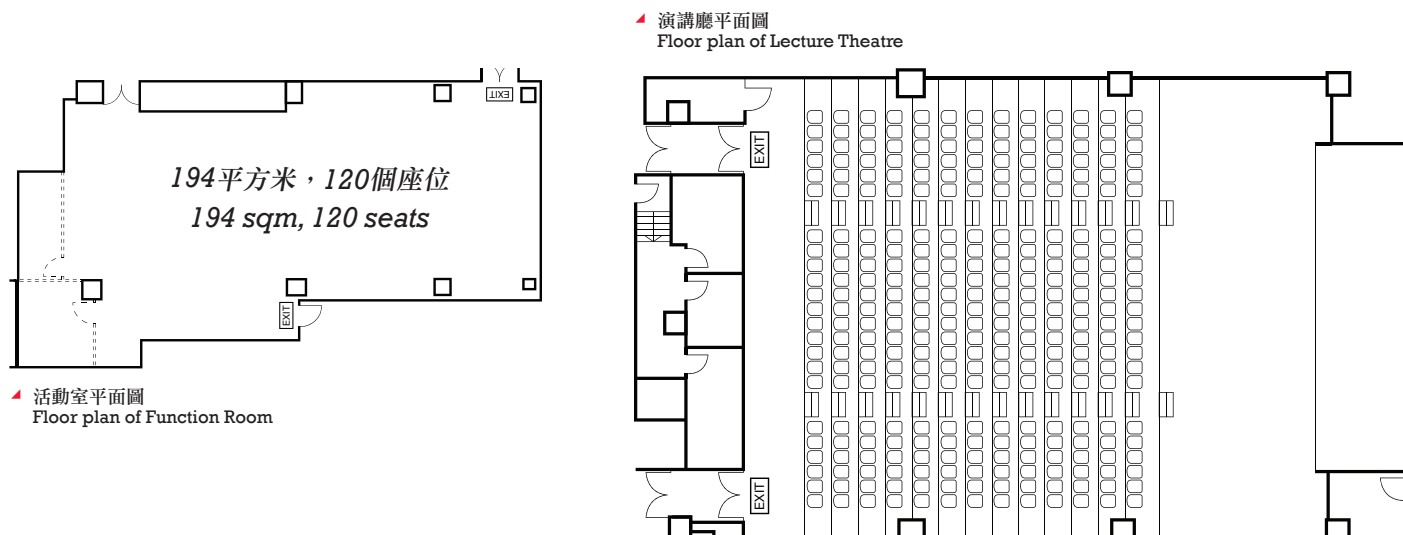 演講廳平面圖
Floor plan of Lecture Theatre
EXIT
194平方米，120個座位
194 sqm, 120 seats
EXIT
活動室平面圖
Floor plan of Function Room
EXIT
EXIT